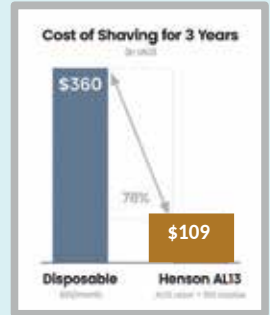 Cost of Shaving for 3 Years
$360
78%
$109
Disposable
Henson AL13